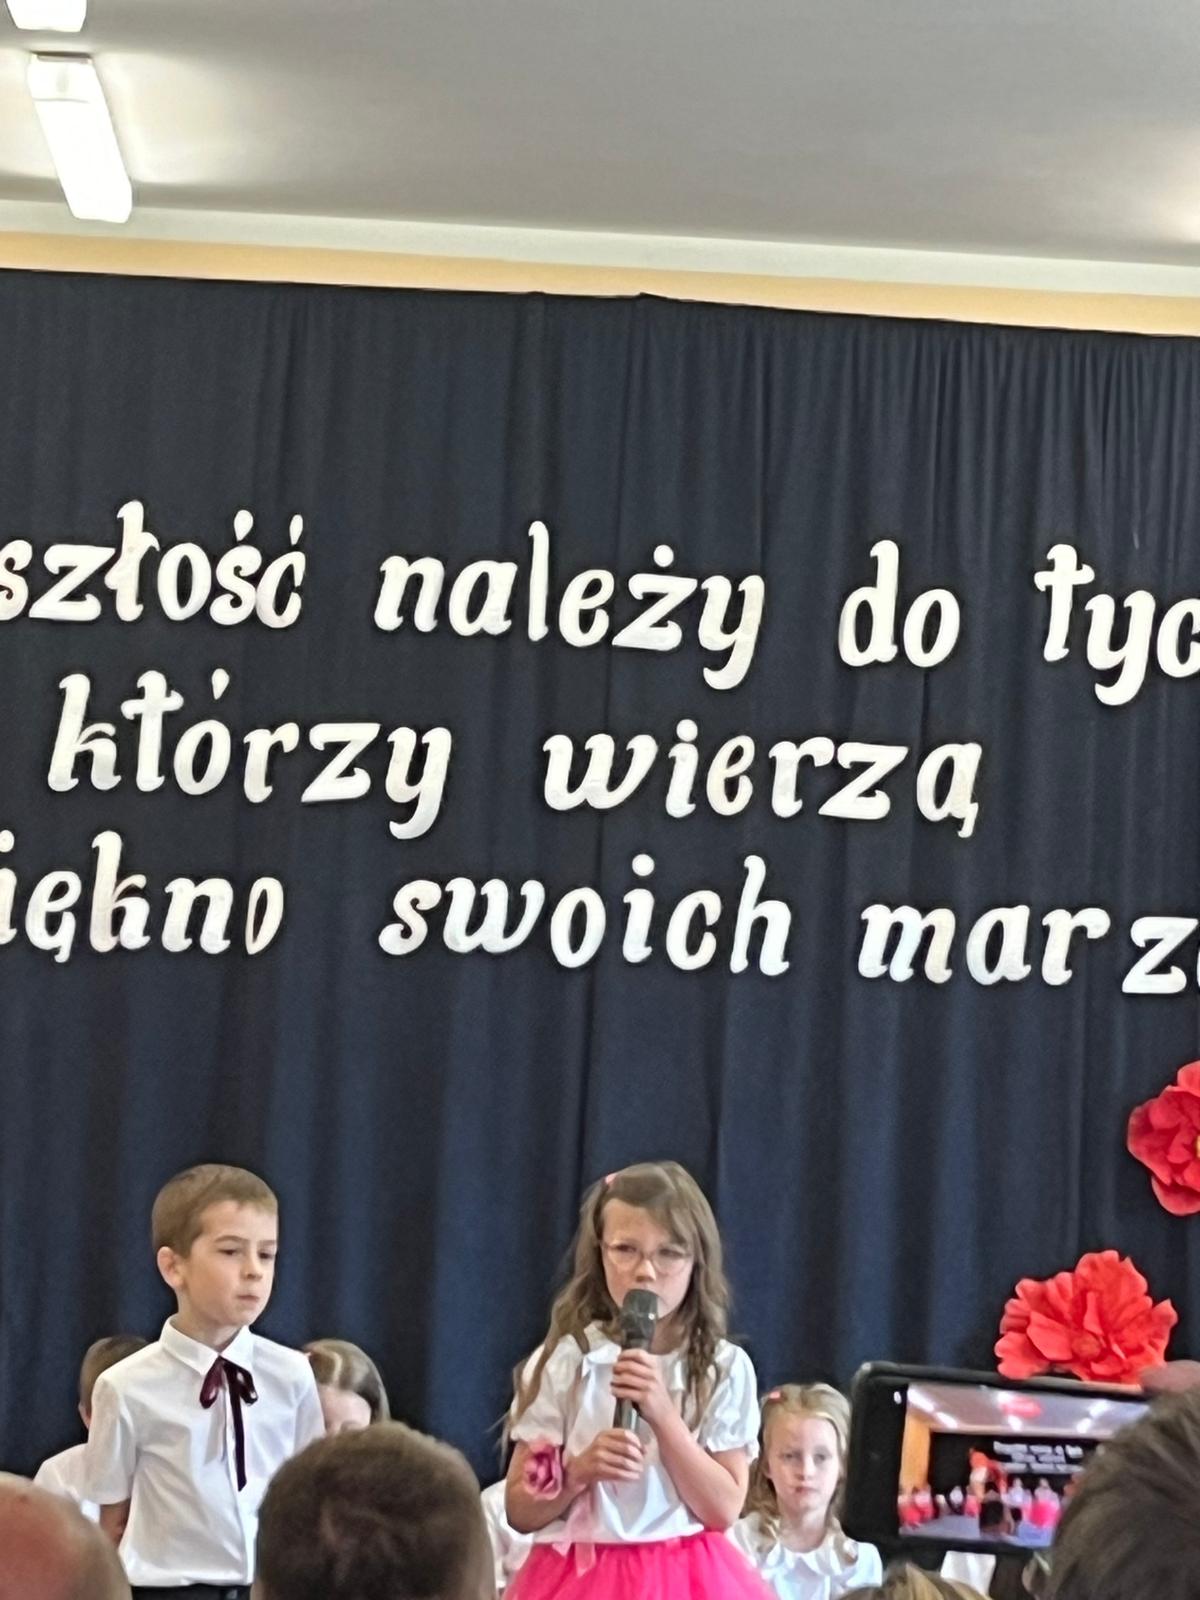 szłość należy do tyc
którzy wierzą
iękno swoich marz